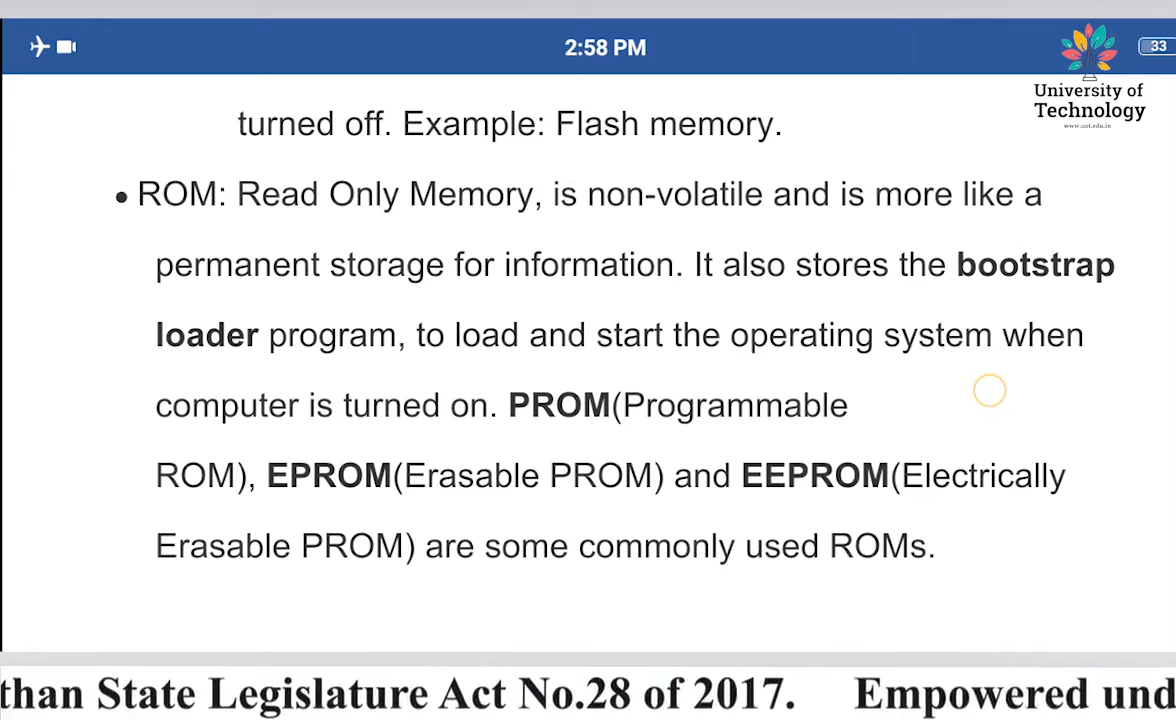 2:58 PM
33
University of
Technology
www.uot.edu.in
turned off. Example: Flash memory.
• ROM: Read Only Memory, is non-volatile and is more like a
permanent storage for information. It also stores the bootstrap
loader program, to load and start the operating system when
computer is turned on. PROM(Programmable
ROM), EPROM(Erasable PROM) and EEPROM(Electrically
Erasable PROM) are some commonly used ROMs.
than State Legislature Act No.28 of 2017. Empowered und